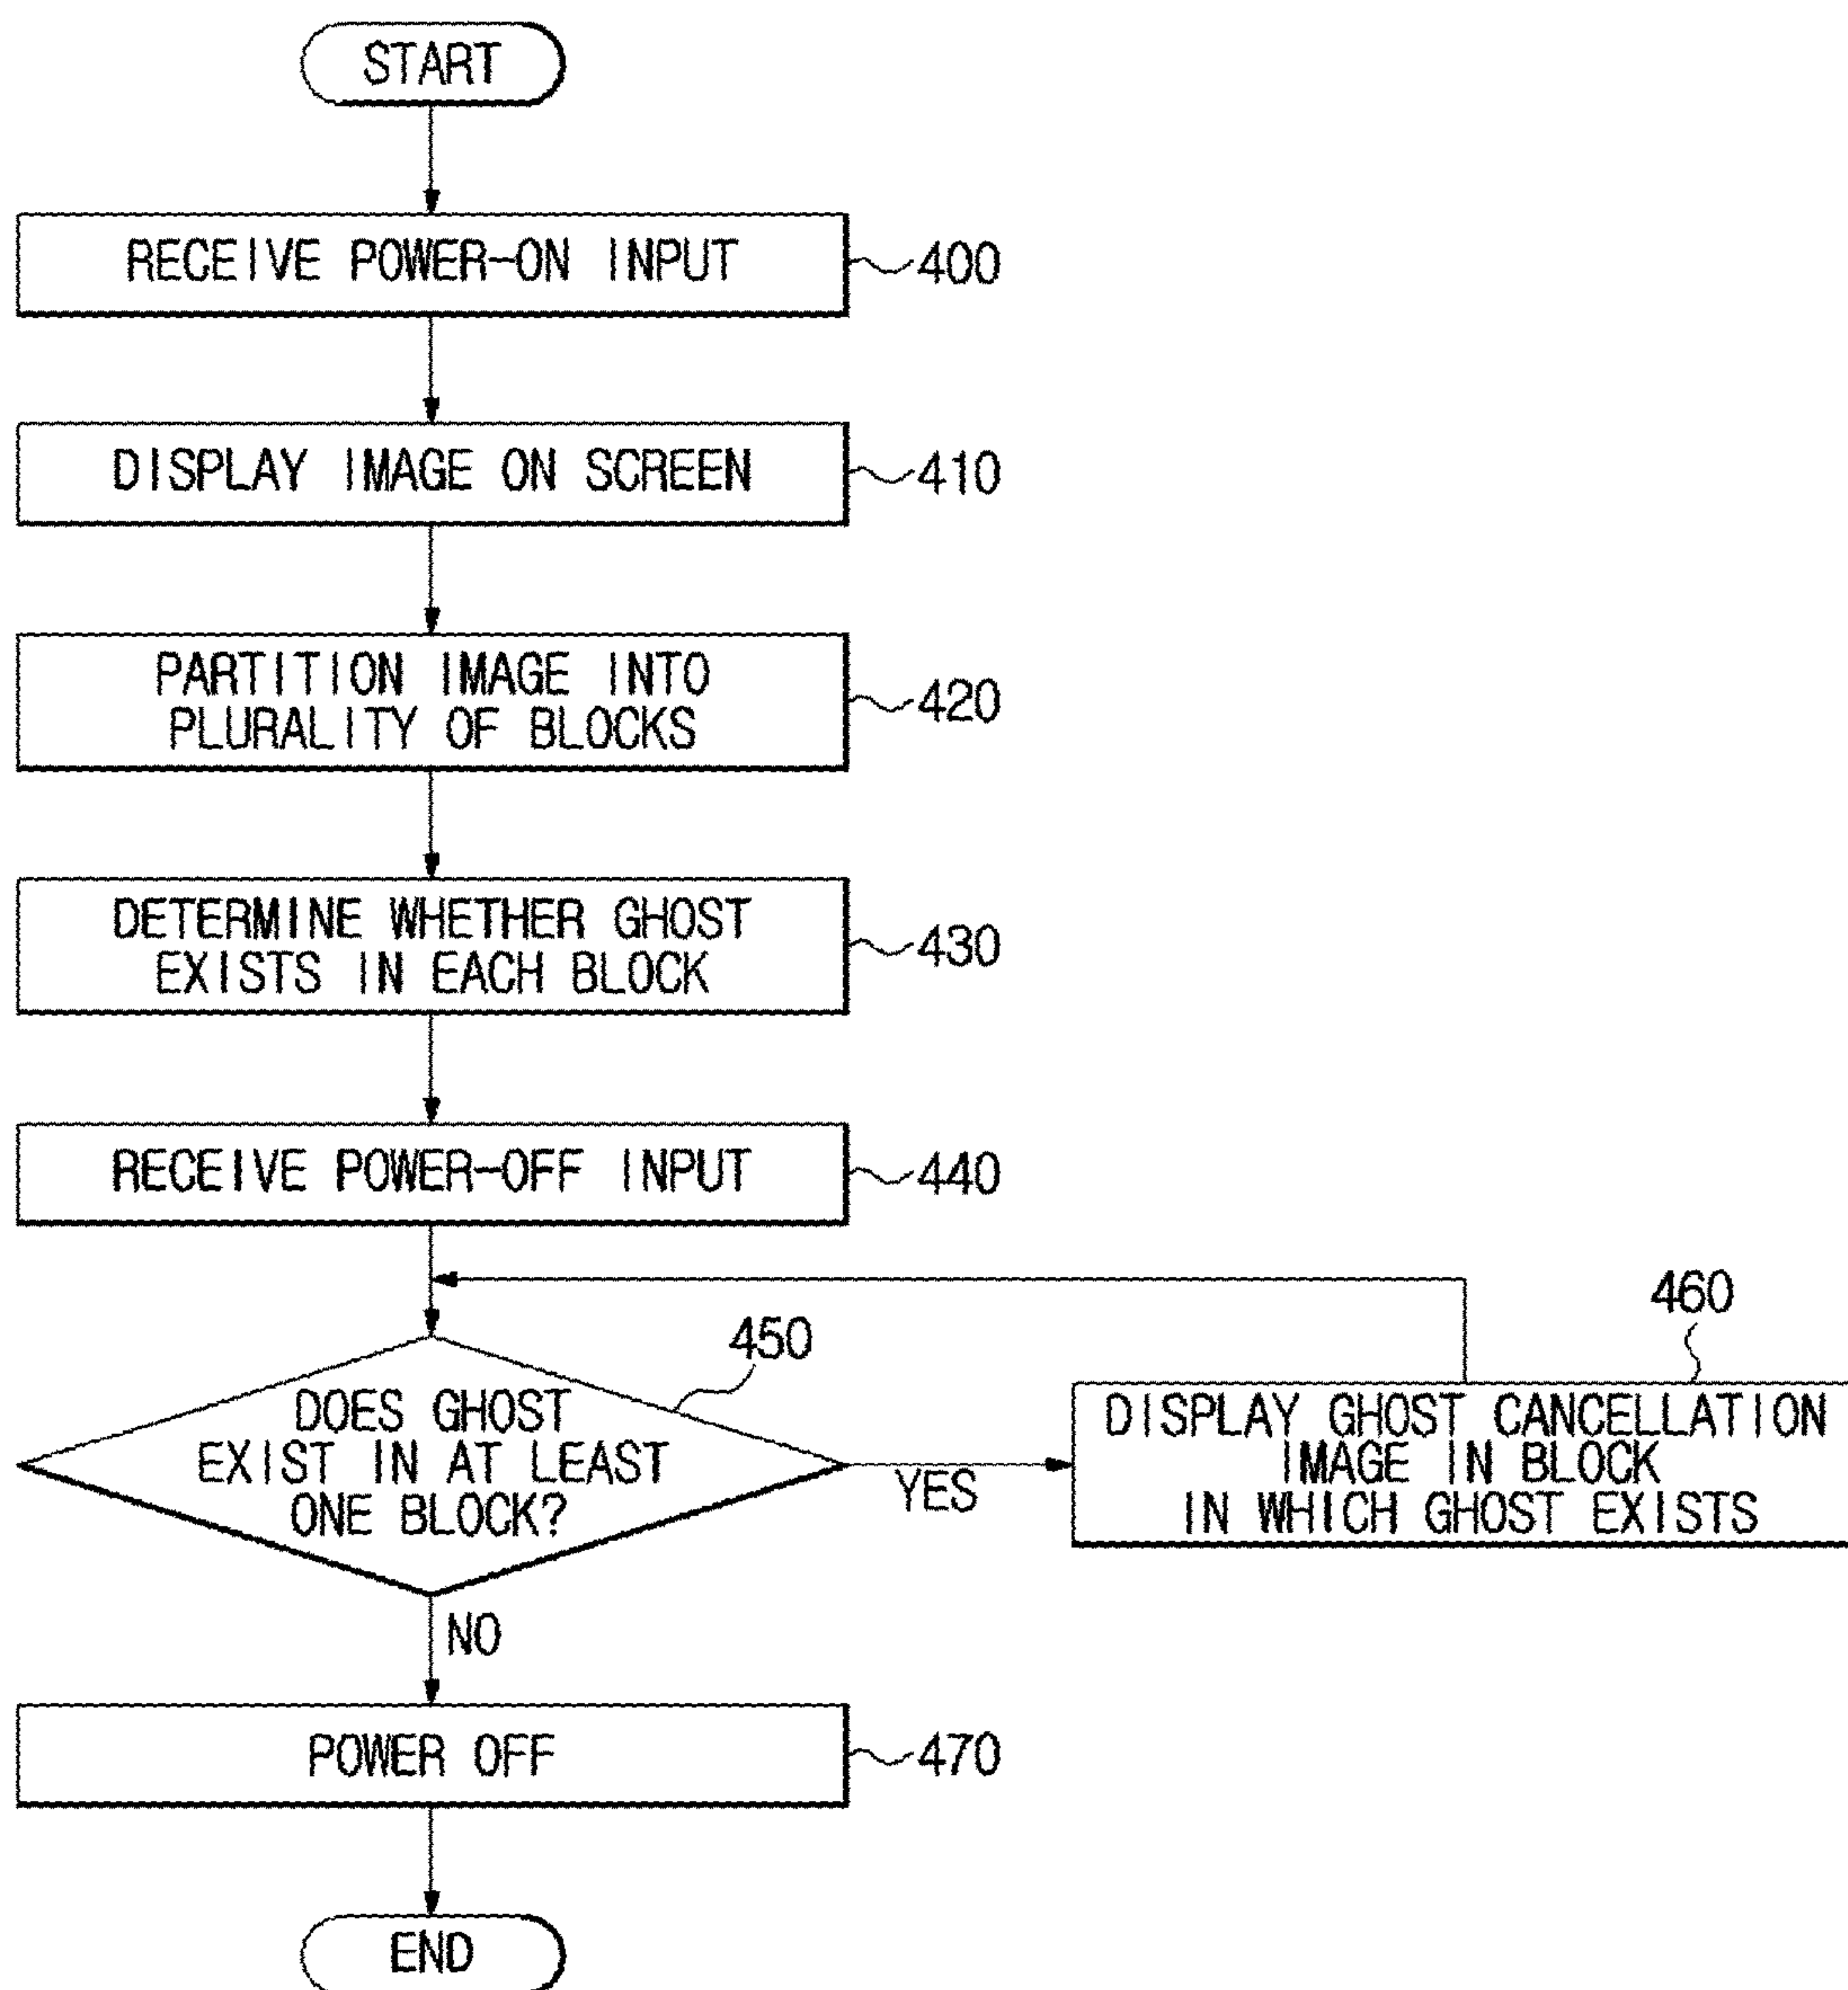 START
RECEIVE POWER-ON INPUT
400
DISPLAY IMAGE ON SCREEN
410
PARTITION IMAGE INTO
PLURALITY OF BLOCKS
420
DETERMINE WHETHER GHOST
EXISTS IN EACH BLOCK
430
RECEIVE POWER-OFF INPUT
440
450
DOES GHOST
EXIST IN AT LEAST
ONE BLOCK?
YES
460
DISPLAY GHOST CANCELLATION
IMAGE IN BLOCK
IN WHICH GHOST EXISTS
NO
POWER OFF
470
END